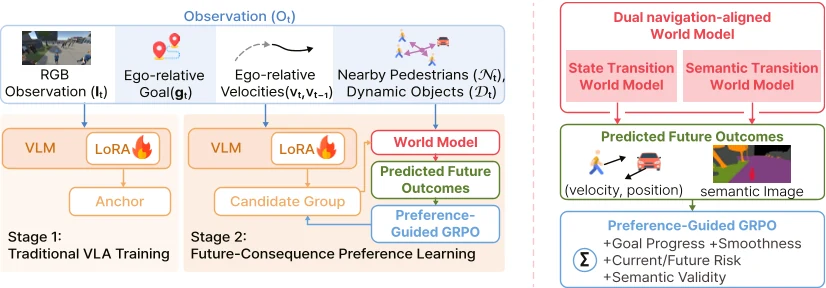 Observation (Oₜ)
RGB
Observation (Iₜ)
Ego-relative
Goal(gₜ)
Ego-relative
Velocities(vₜ, vₜ₋₁)
Nearby Pedestrians (𝒩ₜ),
Dynamic Objects (𝒟ₜ)
VLM
LoRA
Anchor
Stage 1:
Traditional VLA Training
VLM
LoRA
Candidate Group
World Model
Predicted Future
Outcomes
Preference-
Guided GRPO
Stage 2:
Future-Consequence Preference Learning
Dual navigation-aligned
World Model
State Transition
World Model
Semantic Transition
World Model
Predicted Future Outcomes
(velocity, position)
semantic Image
Preference-Guided GRPO
Σ
+Goal Progress +Smoothness
+Current/Future Risk
+Semantic Validity